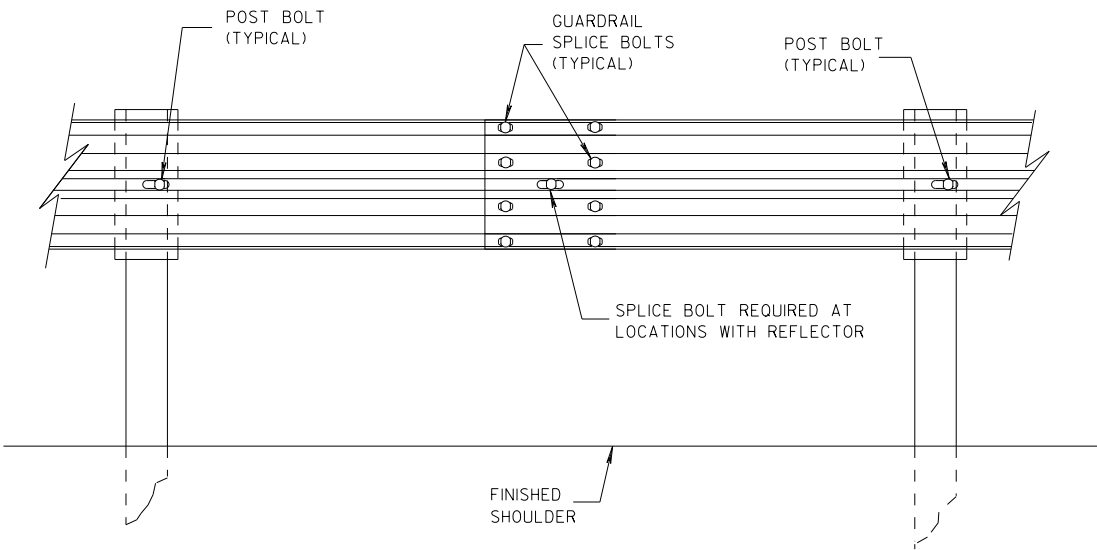 POST BOLT
(TYPICAL)
GUARDRAIL
SPLICE BOLTS
(TYPICAL)
POST BOLT
(TYPICAL)
SPLICE BOLT REQUIRED AT
LOCATIONS WITH REFLECTOR
FINISHED
SHOULDER